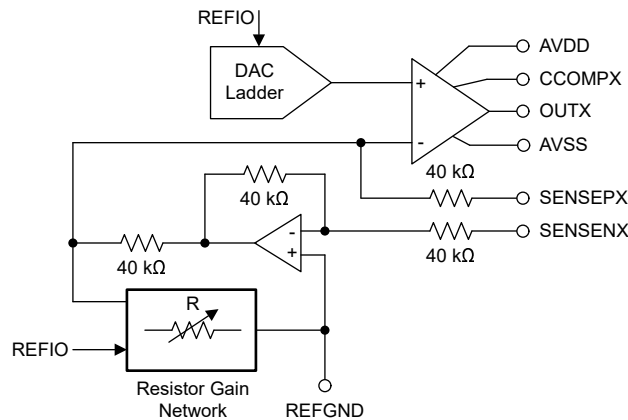 REFIO
DAC
Ladder
+
-
AVDD
CCOMPX
OUTX
AVSS
40 kΩ
SENSEPX
40 kΩ
-
+
SENSENX
40 kΩ
40 kΩ
R
REFIO
Resistor Gain
Network
REFGND